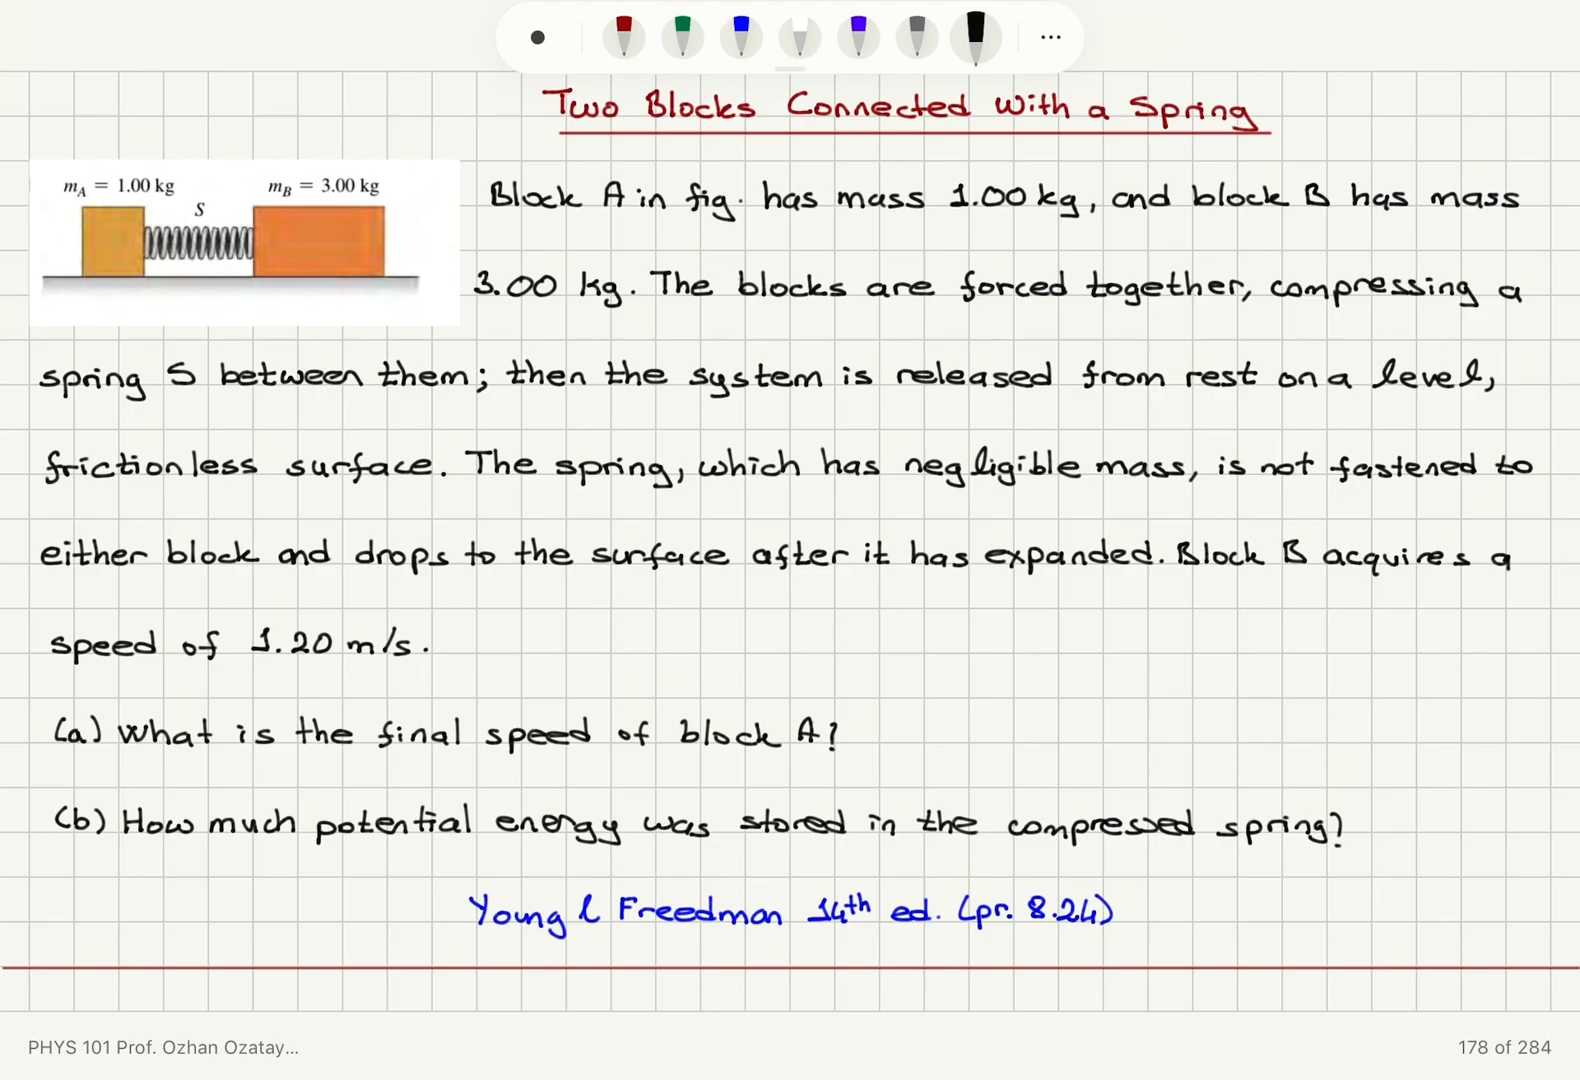 Two Blocks Connected With a Spring
mA = 1.00 kg
mB = 3.00 kg
S
Block A in fig. has mass 1.00 kg, and block B has mass
3.00 kg. The blocks are forced together, compressing a
spring S between them; then the system is released from rest on a level,
frictionless surface. The spring, which has negligible mass, is not fastened to
either block and drops to the surface after it has expanded. Block B acquires a
speed of 1.20 m/s.
(a) What is the final speed of block A?
(b) How much potential energy was stored in the compressed spring?
Young & Freedman 14th ed. (pr. 8.24)
PHYS 101 Prof. Ozhan Ozatay...
178 of 284